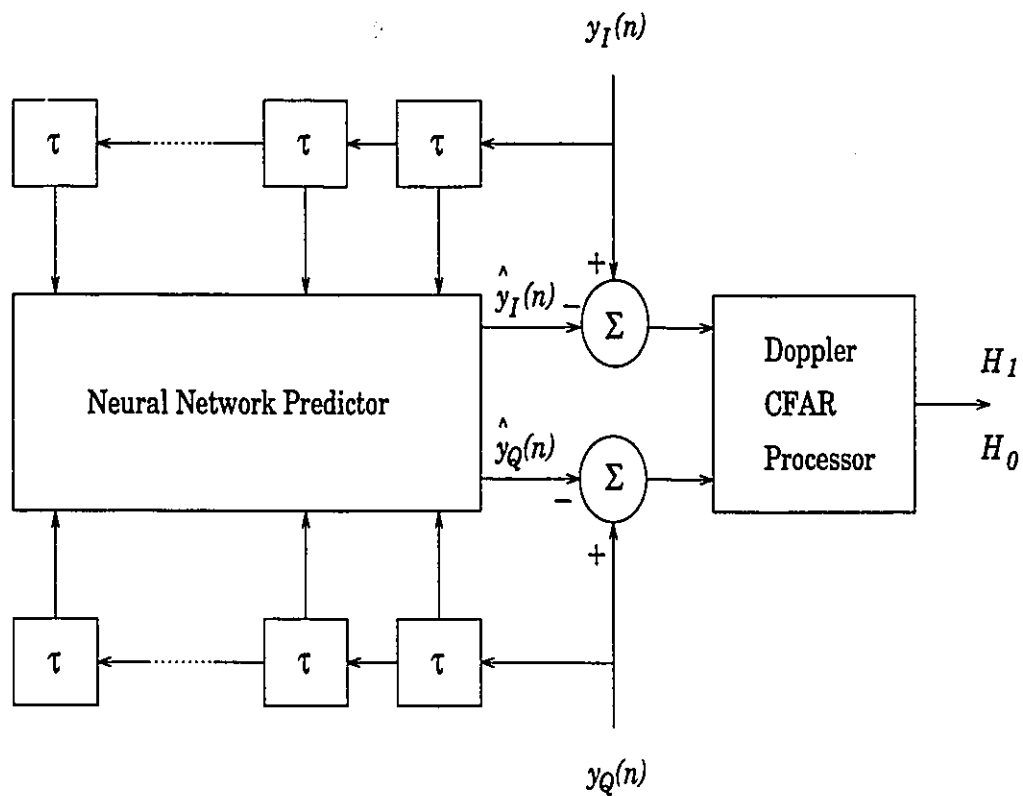 y_I(n)
τ τ τ
+
ŷ_I(n) −
Σ
Neural Network Predictor
Doppler
CFAR
Processor
H_1
H_0
ŷ_Q(n)
−
Σ
+
τ τ τ
y_Q(n)